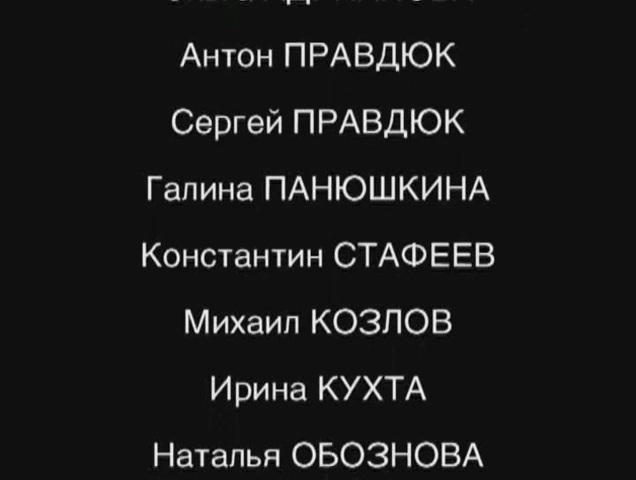 Антон ПРАВДЮК
Сергей ПРАВДЮК
Галина ПАНЮШКИНА
Константин СТАФЕЕВ
Михаил КОЗЛОВ
Ирина КУХТА
Наталья ОБОЗНОВА